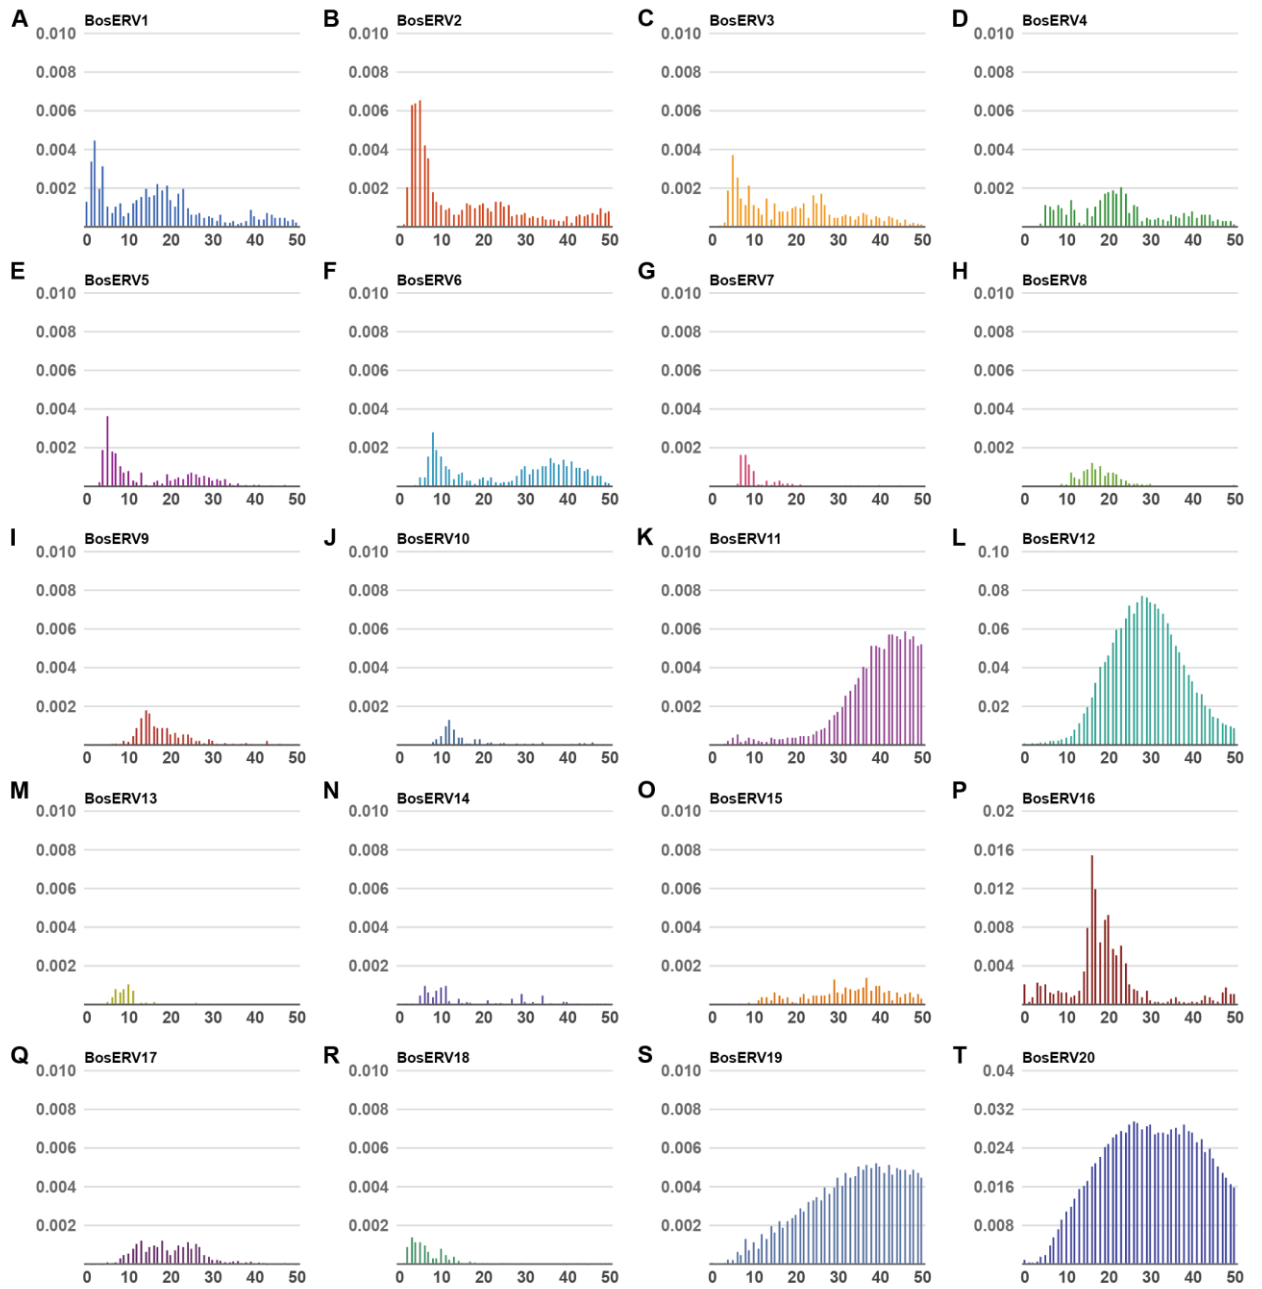 A BosERV1
0.010
0.008
0.006
0.004
0.002
0 10 20 30 40 50
B BosERV2
0.010
0.008
0.006
0.004
0.002
0 10 20 30 40 50
C BosERV3
0.010
0.008
0.006
0.004
0.002
0 10 20 30 40 50
D BosERV4
0.010
0.008
0.006
0.004
0.002
0 10 20 30 40 50
E BosERV5
0.010
0.008
0.006
0.004
0.002
0 10 20 30 40 50
F BosERV6
0.010
0.008
0.006
0.004
0.002
0 10 20 30 40 50
G BosERV7
0.010
0.008
0.006
0.004
0.002
0 10 20 30 40 50
H BosERV8
0.010
0.008
0.006
0.004
0.002
0 10 20 30 40 50
I BosERV9
0.010
0.008
0.006
0.004
0.002
0 10 20 30 40 50
J BosERV10
0.010
0.008
0.006
0.004
0.002
0 10 20 30 40 50
K BosERV11
0.010
0.008
0.006
0.004
0.002
0 10 20 30 40 50
L BosERV12
0.10
0.08
0.06
0.04
0.02
0 10 20 30 40 50
M BosERV13
0.010
0.008
0.006
0.004
0.002
0 10 20 30 40 50
N BosERV14
0.010
0.008
0.006
0.004
0.002
0 10 20 30 40 50
O BosERV15
0.010
0.008
0.006
0.004
0.002
0 10 20 30 40 50
P BosERV16
0.02
0.016
0.012
0.008
0.004
0 10 20 30 40 50
Q BosERV17
0.010
0.008
0.006
0.004
0.002
0 10 20 30 40 50
R BosERV18
0.010
0.008
0.006
0.004
0.002
0 10 20 30 40 50
S BosERV19
0.010
0.008
0.006
0.004
0.002
0 10 20 30 40 50
T BosERV20
0.04
0.032
0.024
0.016
0.008
0 10 20 30 40 50